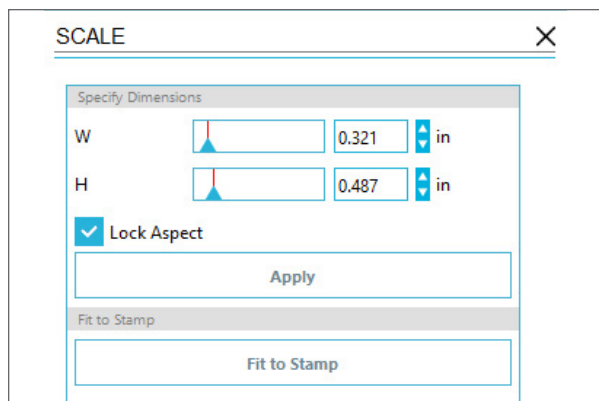 SCALE
Specify Dimensions
W 0.321 in
H 0.487 in
Lock Aspect
Apply
Fit to Stamp
Fit to Stamp